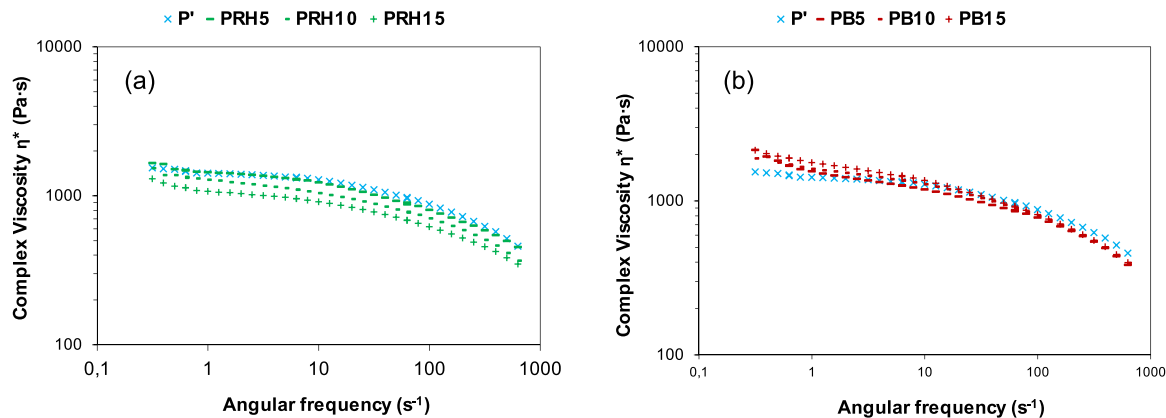 × P' – PRH5 - PRH10 + PRH15
10000
(a)
1000
100
0,1 1 10 100 1000
Complex Viscosity η* (Pa·s)
Angular frequency (s⁻¹)
× P' – PB5 - PB10 + PB15
10000
(b)
1000
100
0,1 1 10 100 1000
Complex Viscosity η* (Pa·s)
Angular frequency (s⁻¹)